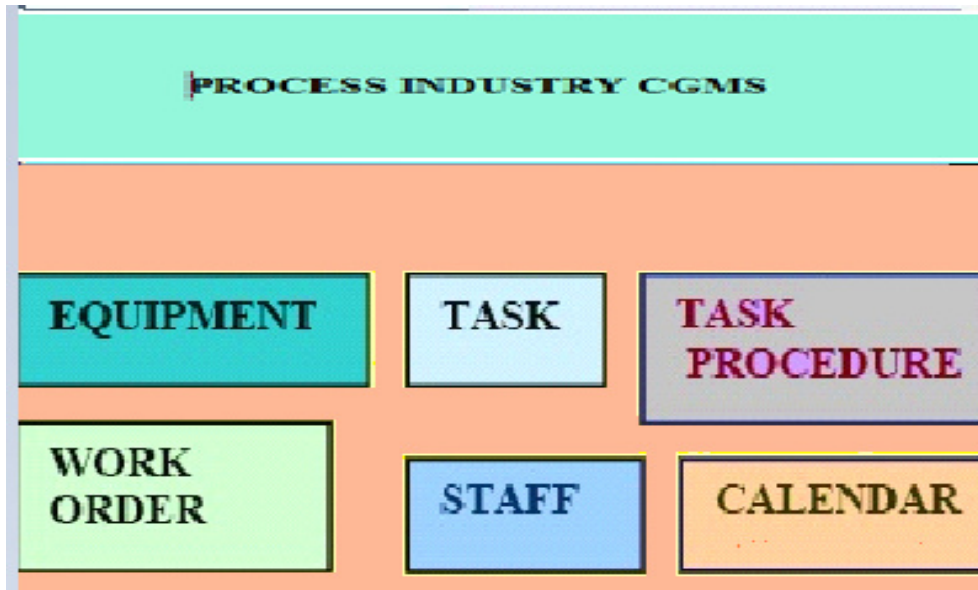 PROCESS INDUSTRY CGMS
EQUIPMENT
TASK
TASK
PROCEDURE
WORK
ORDER
STAFF
CALENDAR